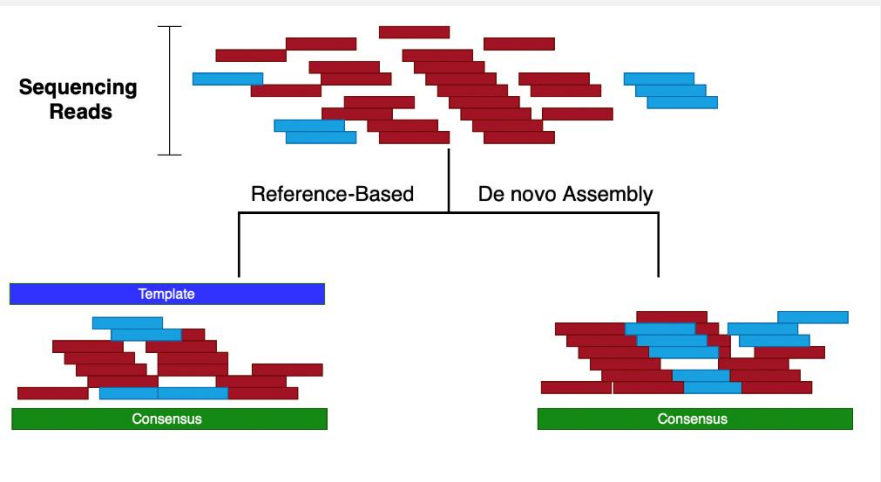 Sequencing
Reads
Reference-Based
De novo Assembly
Template
Consensus
Consensus